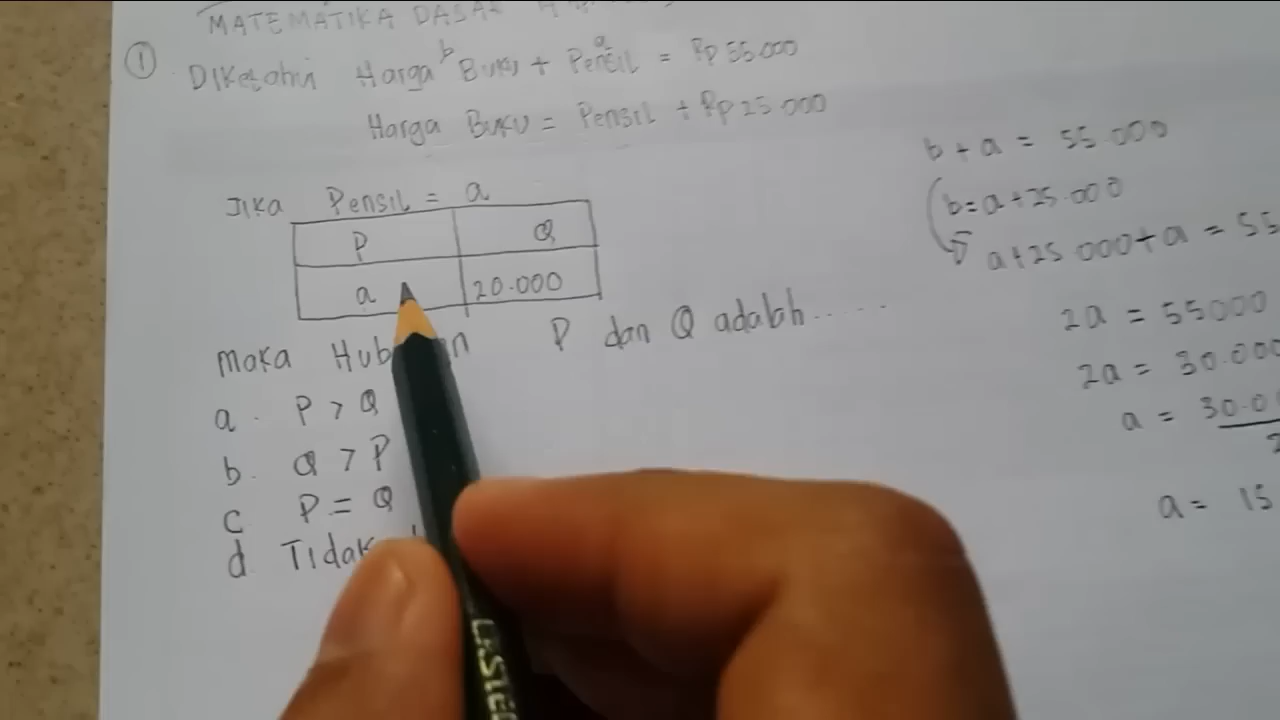 MATEMATIKA DASAR
① Diketahui Harga Buku + Pensil = Rp 55.000
b a
Harga Buku = Pensil + Rp 25.000
Jika Pensil = a
P Q
a 20.000
Maka P dan Q adalah......
a. P > Q
b. Q > P
c P = Q
d Tidak
b + a = 55.000
b = a + 25.000
a + 25 000 + a = 55
2a = 55000
2a = 30.000
a = 30.0
a = 15